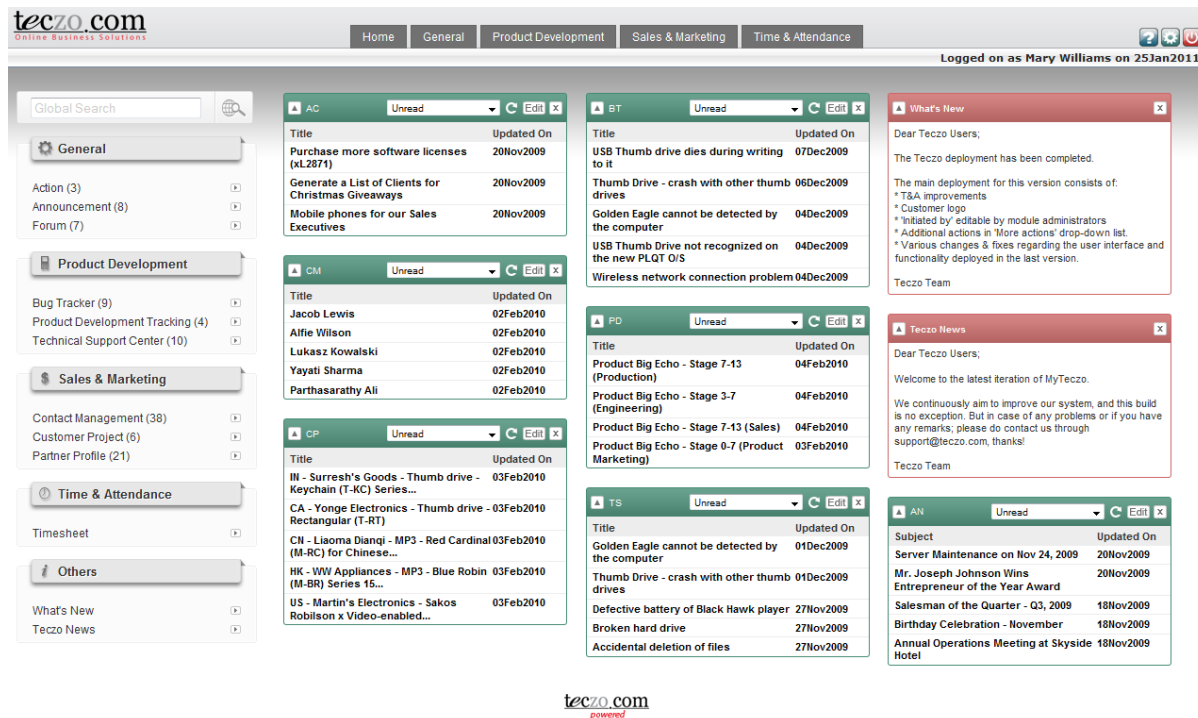 teczo.com
Online Business Solutions
Home General Product Development Sales & Marketing Time & Attendance
Logged on as Mary Williams on 25Jan2011
Global Search
General
Action (3)
Announcement (8)
Forum (7)
Product Development
Bug Tracker (9)
Product Development Tracking (4)
Technical Support Center (10)
Sales & Marketing
Contact Management (38)
Customer Project (6)
Partner Profile (21)
Time & Attendance
Timesheet
Others
What's New
Teczo News
AC Unread Edit X
Title Updated On
Purchase more software licenses 20Nov2009
(xL2871)
Generate a List of Clients for 20Nov2009
Christmas Giveaways
Mobile phones for our Sales 20Nov2009
Executives
CM Unread Edit X
Title Updated On
Jacob Lewis 02Feb2010
Alfie Wilson 02Feb2010
Lukasz Kowalski 02Feb2010
Yayati Sharma 02Feb2010
Parthasarathy Ali 02Feb2010
CP Unread Edit X
Title Updated On
IN - Surresh's Goods - Thumb drive - 03Feb2010
Keychain (T-KC) Series...
CA - Yonge Electronics - Thumb drive - 03Feb2010
Rectangular (T-RT)
CN - Liaoma Dianqi - MP3 - Red Cardinal 03Feb2010
(M-RC) for Chinese...
HK - WW Appliances - MP3 - Blue Robin 03Feb2010
(M-BR) Series 15...
US - Martin's Electronics - Sakos 03Feb2010
Robilson x Video-enabled...
BT Unread Edit X
Title Updated On
USB Thumb drive dies during writing 07Dec2009
to it
Thumb Drive - crash with other thumb 06Dec2009
drives
Golden Eagle cannot be detected by 04Dec2009
the computer
USB Thumb Drive not recognized on 04Dec2009
the new PLQT O/S
Wireless network connection problem 04Dec2009
PD Unread Edit X
Title Updated On
Product Big Echo - Stage 7-13 04Feb2010
(Production)
Product Big Echo - Stage 3-7 04Feb2010
(Engineering)
Product Big Echo - Stage 7-13 (Sales) 04Feb2010
Product Big Echo - Stage 0-7 (Product 03Feb2010
Marketing)
TS Unread Edit X
Title Updated On
Golden Eagle cannot be detected by 01Dec2009
the computer
Thumb Drive - crash with other thumb 01Dec2009
drives
Defective battery of Black Hawk player 27Nov2009
Broken hard drive 27Nov2009
Accidental deletion of files 27Nov2009
What's New X
Dear Teczo Users;
The Teczo deployment has been completed.
The main deployment for this version consists of:
* T&A improvements
* Customer logo
* 'Initiated by' editable by module administrators
* Additional actions in 'More actions' drop-down list.
* Various changes & fixes regarding the user interface and
functionality deployed in the last version.
Teczo Team
Teczo News X
Dear Teczo Users;
Welcome to the latest iteration of MyTeczo.
We continuously aim to improve our system, and this build
is no exception. But in case of any problems or if you have
any remarks; please do contact us through
support@teczo.com, thanks!
Teczo Team
AN Unread Edit X
Subject Updated On
Server Maintenance on Nov 24, 2009 20Nov2009
Mr. Joseph Johnson Wins 20Nov2009
Entrepreneur of the Year Award
Salesman of the Quarter - Q3, 2009 18Nov2009
Birthday Celebration - November 18Nov2009
Annual Operations Meeting at Skyside 18Nov2009
Hotel
teczo.com
powered